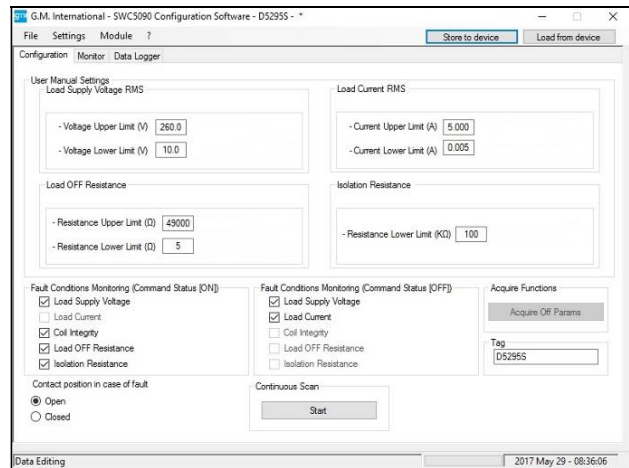 G.M. International - SWC5090 Configuration Software - D5295S - *
File Settings Module ?
Store to device Load from device
Configuration Monitor Data Logger
User Manual Settings
Load Supply Voltage RMS
- Voltage Upper Limit (V) 260.0
- Voltage Lower Limit (V) 10.0
Load Current RMS
- Current Upper Limit (A) 5.000
- Current Lower Limit (A) 0.005
Load OFF Resistance
- Resistance Upper Limit (Ω) 49000
- Resistance Lower Limit (Ω) 5
Isolation Resistance
- Resistance Lower Limit (KΩ) 100
Fault Conditions Monitoring (Command Status [ON])
Load Supply Voltage
Load Current
Coil Integrity
Load OFF Resistance
Isolation Resistance
Fault Conditions Monitoring (Command Status [OFF])
Load Supply Voltage
Load Current
Coil Integrity
Load OFF Resistance
Isolation Resistance
Acquire Functions
Acquire Off Params
Tag
D5295S
Contact position in case of fault
Open
Closed
Continuous Scan
Start
Data Editing
2017 May 29 - 08:36:06